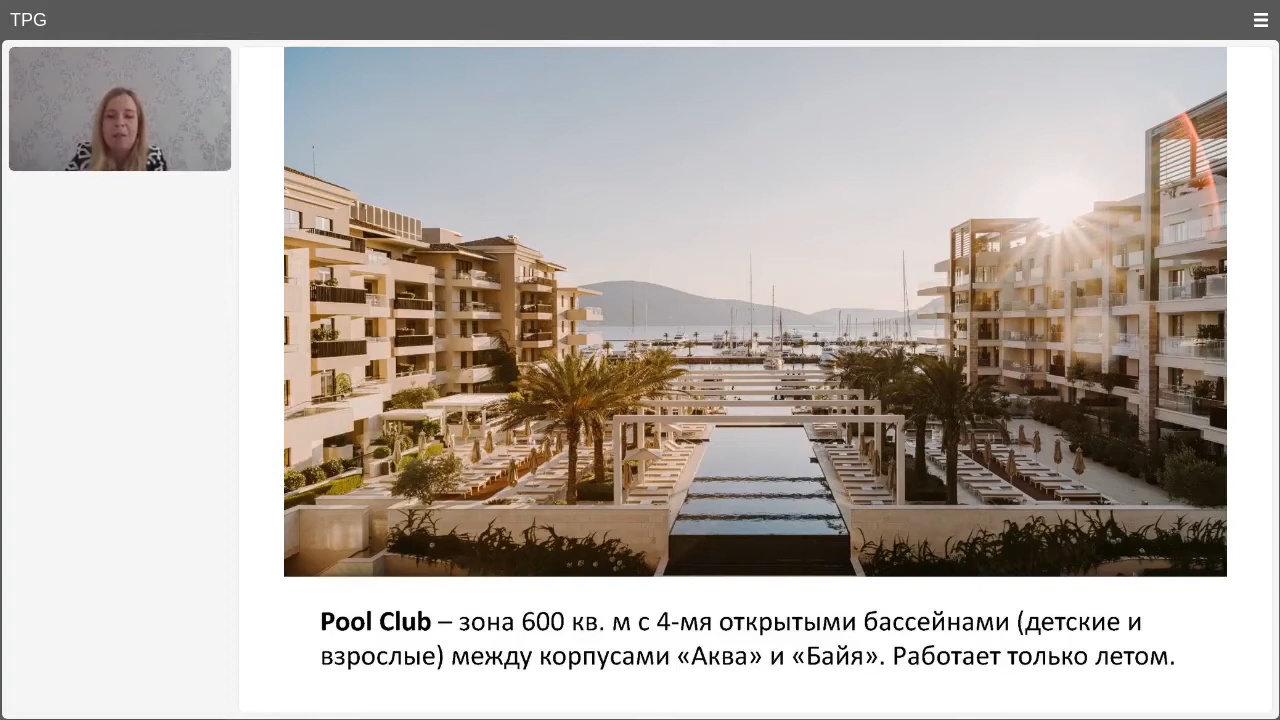 TPG
Pool Club – зона 600 кв. м с 4-мя открытыми бассейнами (детские и
взрослые) между корпусами «Аква» и «Байя». Работает только летом.